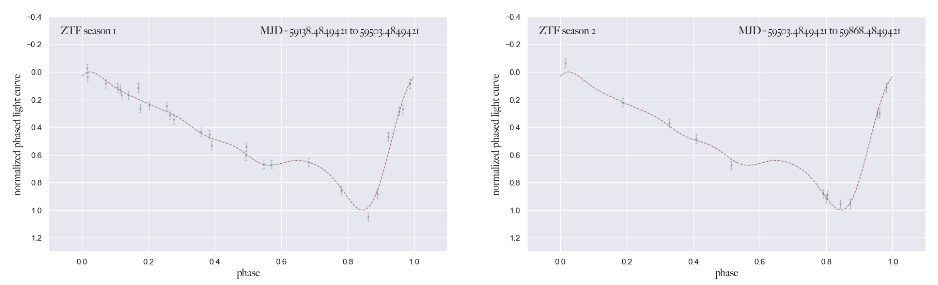 ZTF season 1
MJD=59138.4849421 to 59503.4849421
normalized phased light curve
−0.4
−0.2
0.0
0.2
0.4
0.6
0.8
1.0
1.2
0.0 0.2 0.4 0.6 0.8 1.0
phase
ZTF season 2
MJD=59503.4849421 to 59868.4849421
normalized phased light curve
−0.4
−0.2
0.0
0.2
0.4
0.6
0.8
1.0
1.2
0.0 0.2 0.4 0.6 0.8 1.0
phase